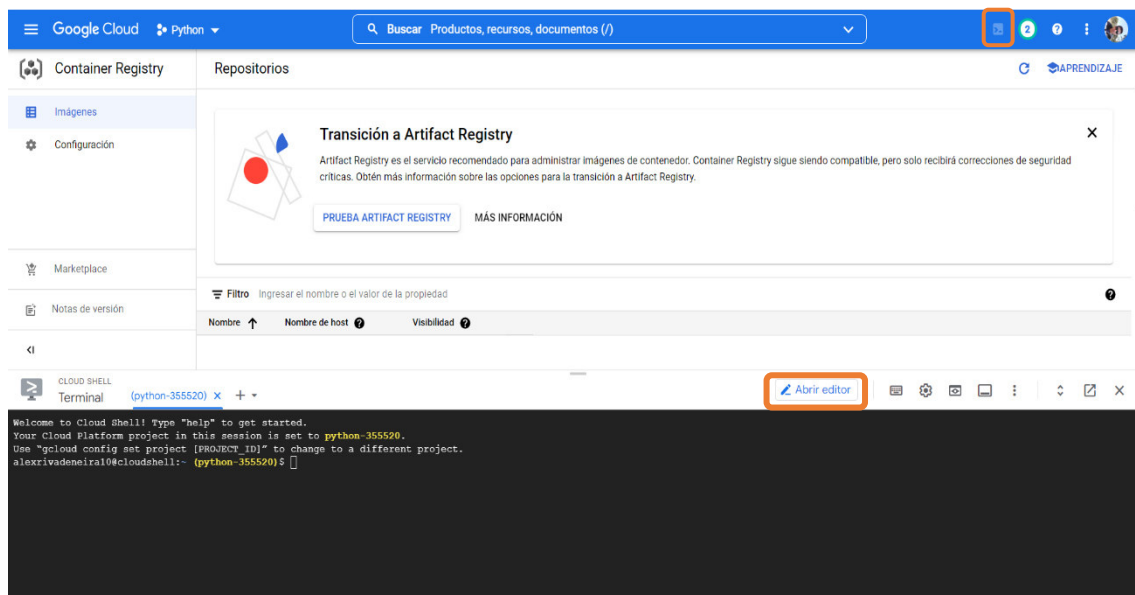 Google Cloud Python
Buscar Productos, recursos, documentos (/)
2
Container Registry
Repositorios
APRENDIZAJE
Imágenes
Configuración
Transición a Artifact Registry
Artifact Registry es el servicio recomendado para administrar imágenes de contenedor. Container Registry sigue siendo compatible, pero solo recibirá correcciones de seguridad
críticas. Obtén más información sobre las opciones para la transición a Artifact Registry.
PRUEBA ARTIFACT REGISTRY MÁS INFORMACIÓN
Marketplace
Notas de versión
Filtro Ingresar el nombre o el valor de la propiedad
Nombre Nombre de host Visibilidad
CLOUD SHELL
Terminal (python-355520) x + Abrir editor
Welcome to Cloud Shell! Type "help" to get started.
Your Cloud Platform project in this session is set to python-355520.
Use "gcloud config set project [PROJECT_ID]" to change to a different project.
alexrivadeneira10@cloudshell:~ (python-355520)$